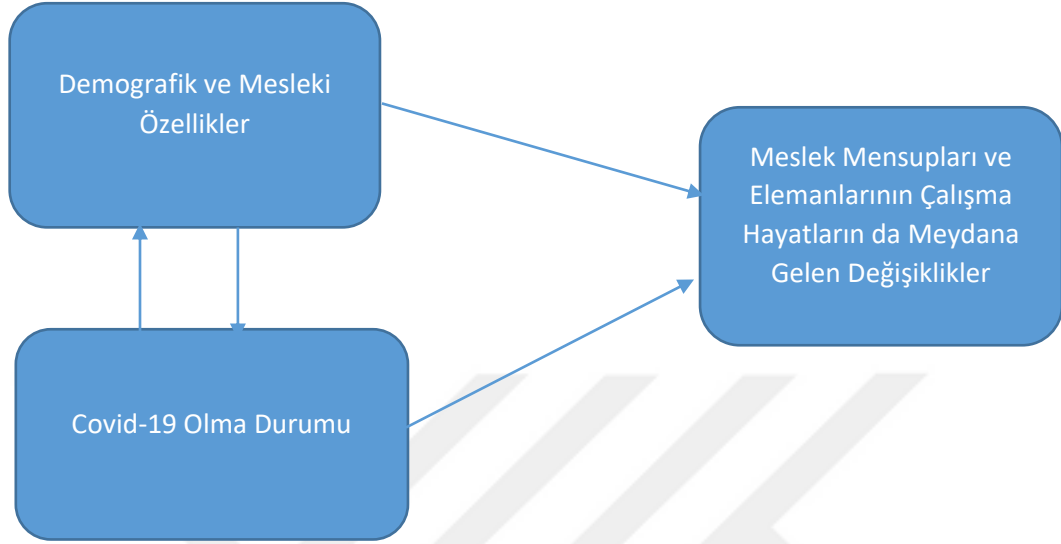 Demografik ve Mesleki
Özellikler
Meslek Mensupları ve
Elemanlarının Çalışma
Hayatların da Meydana
Gelen Değişiklikler
Covid-19 Olma Durumu